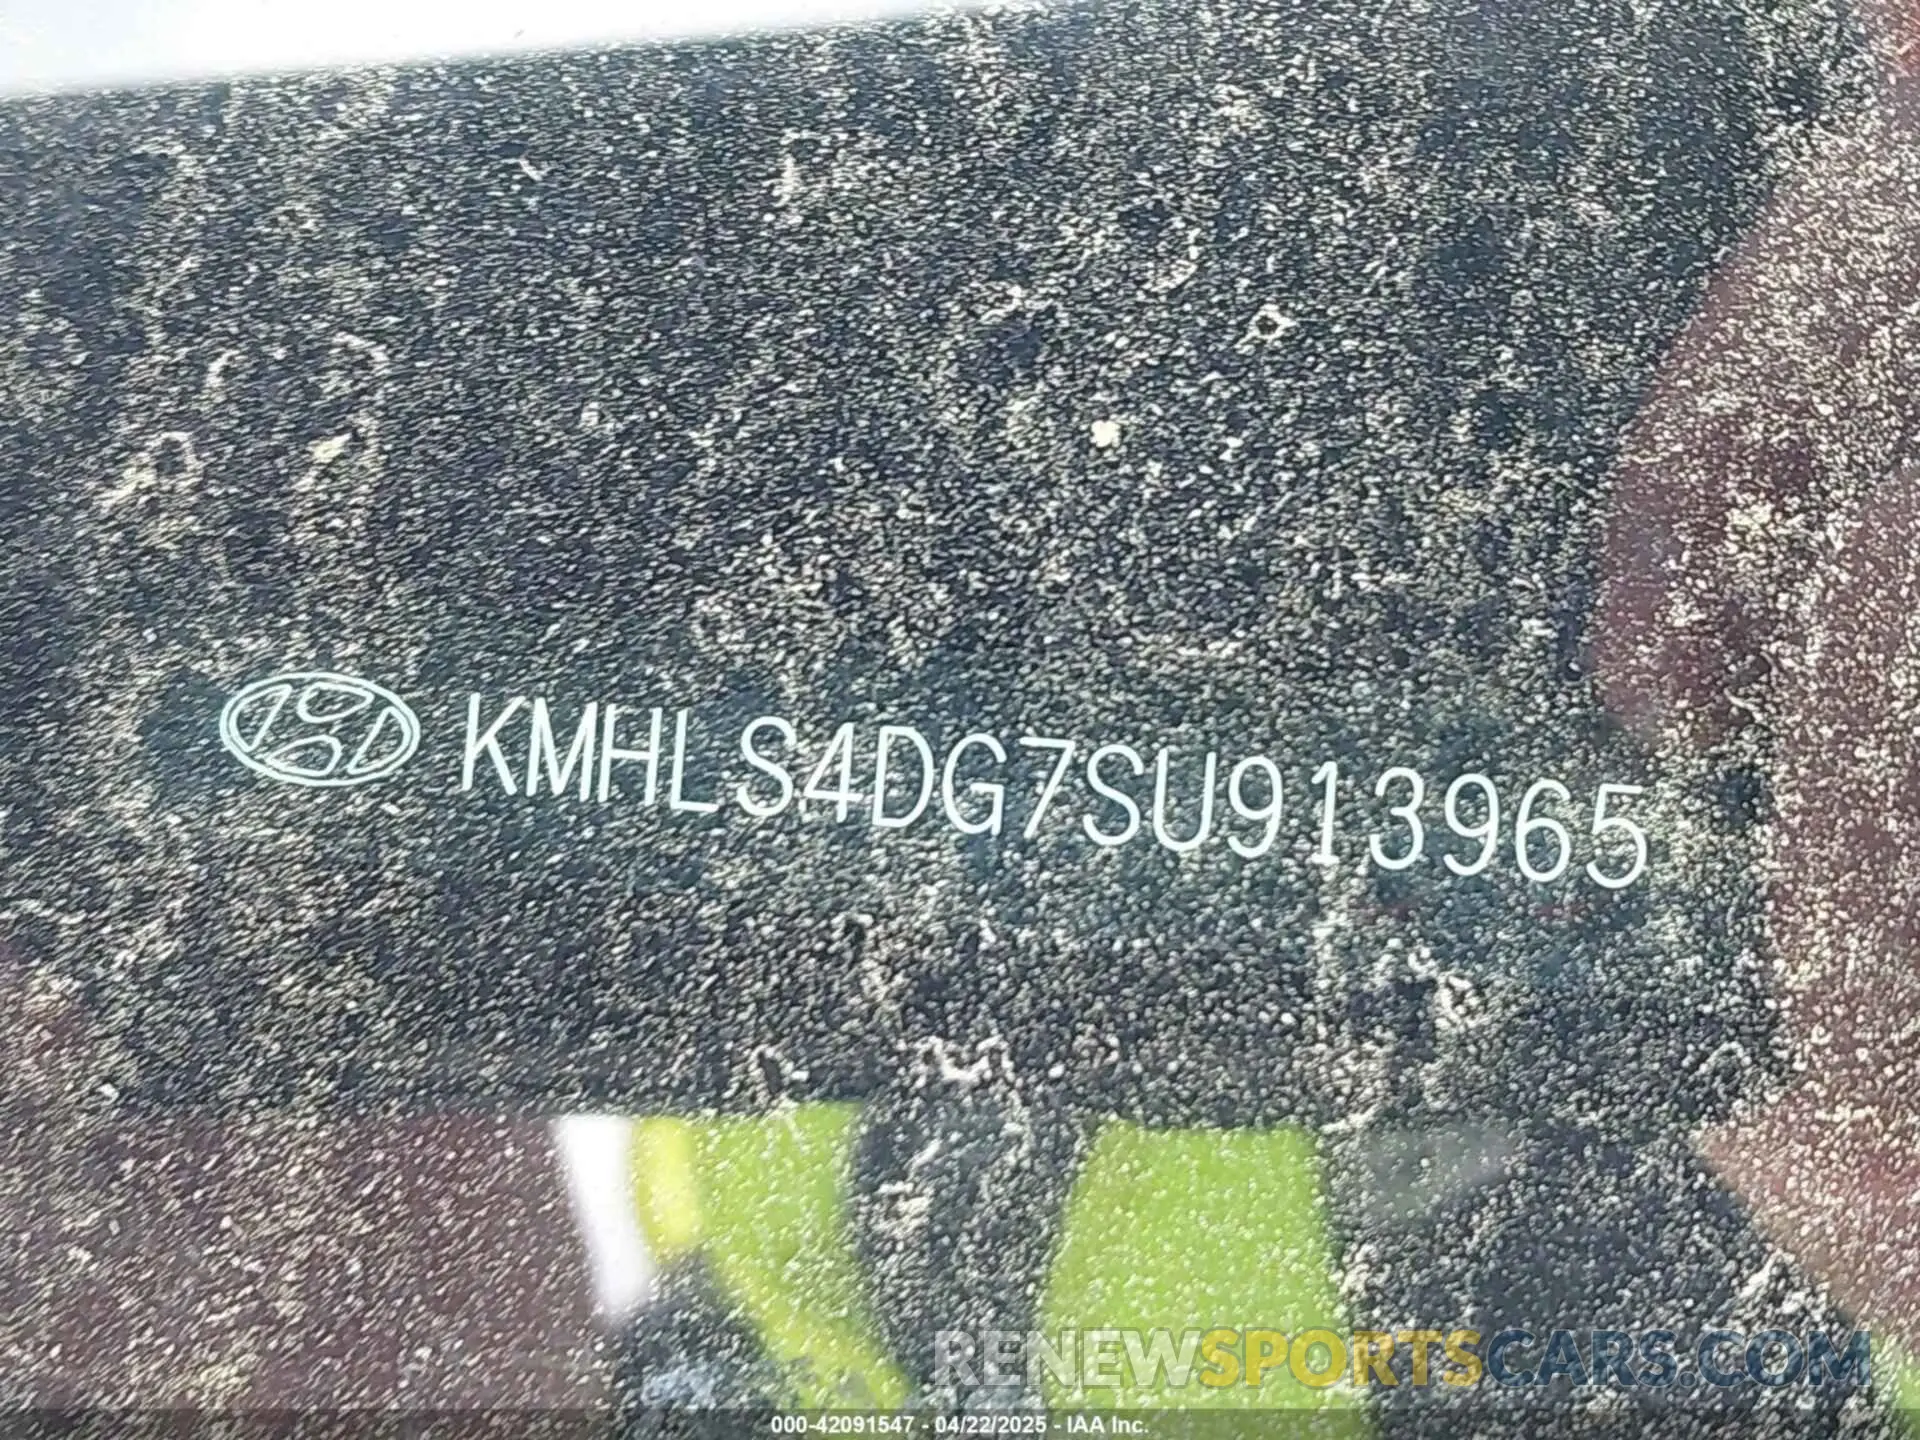 KMHLS4DG7SU913965
RENEWSPORTSCARS.COM
000-42091547 - 04/22/2025 - IAA Inc.